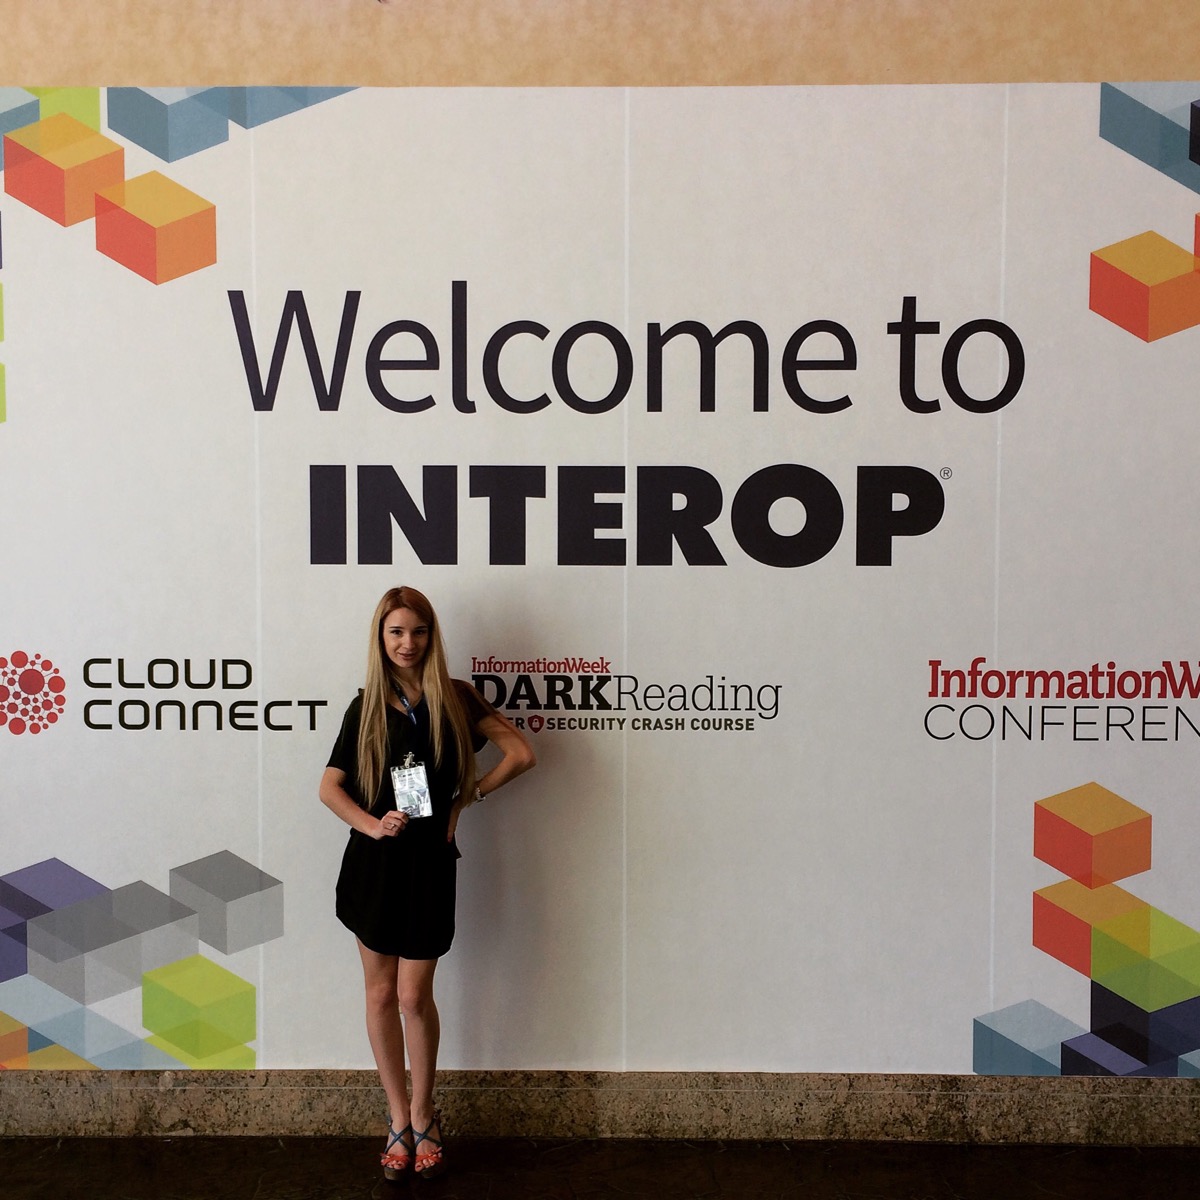 Welcome to
INTEROP®
CLOUD
CONNECT
InformationWeek
DARKReading
SECURITY CRASH COURSE
InformationW
CONFEREN